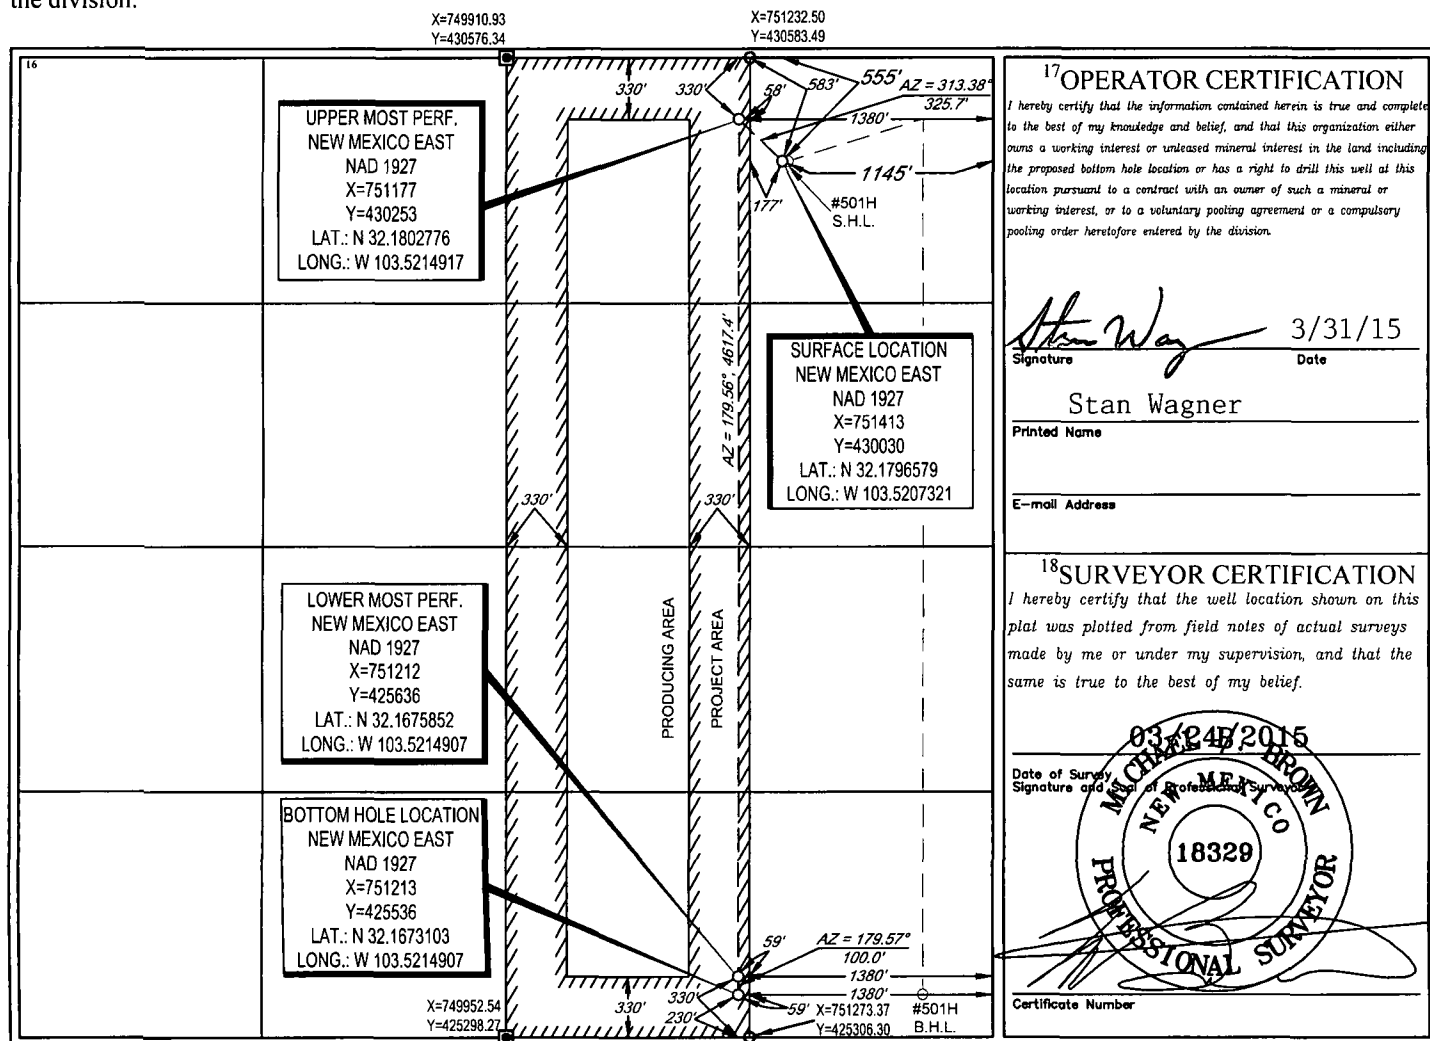 the division.
X=749910.93
Y=430576.34
X=751232.50
Y=430583.49
16
330'
330'
58'
583'
555'
AZ = 313.38°
325.7'
1380'
1145'
177'
#501H
S.H.L.
UPPER MOST PERF.
NEW MEXICO EAST
NAD 1927
X=751177
Y=430253
LAT.: N 32.1802776
LONG.: W 103.5214917
AZ = 179.56°, 4617.4'
SURFACE LOCATION
NEW MEXICO EAST
NAD 1927
X=751413
Y=430030
LAT.: N 32.1796579
LONG.: W 103.5207321
330'
330'
LOWER MOST PERF.
NEW MEXICO EAST
NAD 1927
X=751212
Y=425636
LAT.: N 32.1675852
LONG.: W 103.5214907
PRODUCING AREA
PROJECT AREA
BOTTOM HOLE LOCATION
NEW MEXICO EAST
NAD 1927
X=751213
Y=425536
LAT.: N 32.1673103
LONG.: W 103.5214907
59'
AZ = 179.57°
100.0'
1380'
1380'
330'
330'
230'
59'
X=749952.54
Y=425298.27
X=751273.37
Y=425306.30
#501H
B.H.L.
17 OPERATOR CERTIFICATION
I hereby certify that the information contained herein is true and complete
to the best of my knowledge and belief, and that this organization either
owns a working interest or unleased mineral interest in the land including
the proposed bottom hole location or has a right to drill this well at this
location pursuant to a contract with an owner of such a mineral or
working interest, or to a voluntary pooling agreement or a compulsory
pooling order heretofore entered by the division.
Stan Wag
3/31/15
Signature
Date
Stan Wagner
Printed Name
E-mail Address
18 SURVEYOR CERTIFICATION
I hereby certify that the well location shown on this
plat was plotted from field notes of actual surveys
made by me or under my supervision, and that the
same is true to the best of my belief.
03/24/2015
Date of Survey
Signature and Seal of Professional Surveyor
MICHAEL B. BROWN
NEW MEXICO
18329
PROFESSIONAL SURVEYOR
Certificate Number